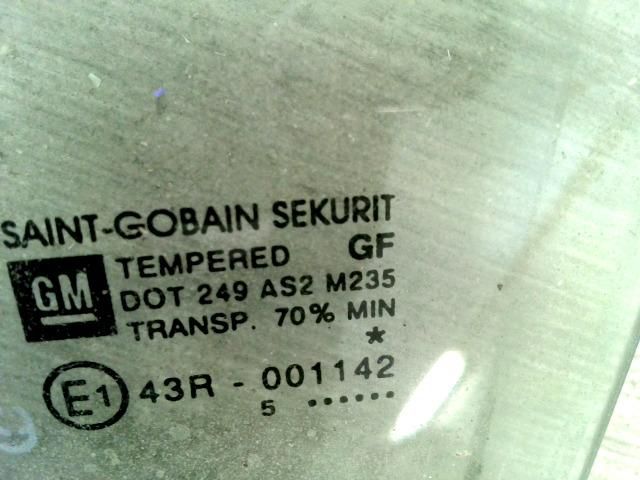 SAINT-GOBAIN SEKURIT
GM
TEMPERED GF
DOT 249 AS2 M235
TRANSP. 70% MIN
*
E1 43R - 001142
5 ......